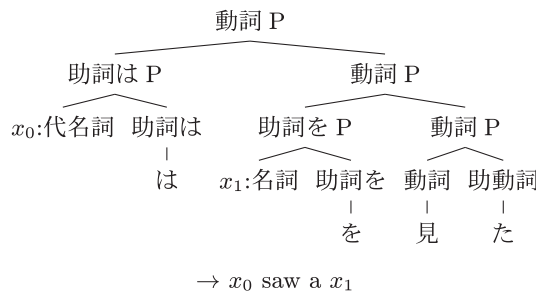 動詞 P
助詞は P 動詞 P
x0:代名詞 助詞は 助詞を P 動詞 P
は x1:名詞 助詞を 動詞 助動詞
を 見 た
→ x0 saw a x1